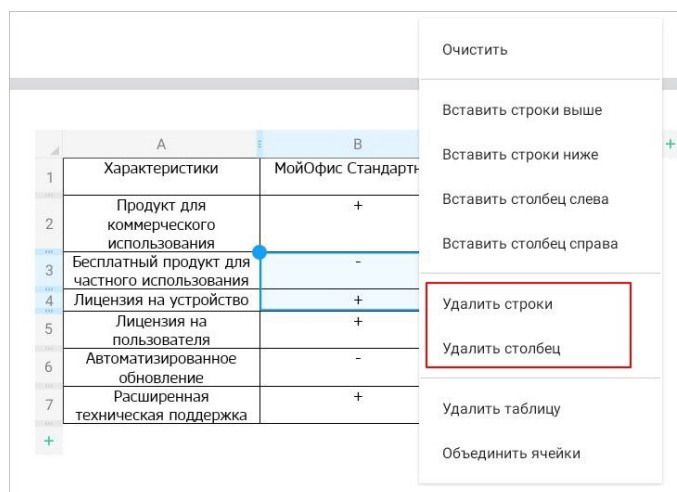 Очистить
Вставить строки выше
Вставить строки ниже
Вставить столбец слева
Вставить столбец справа
Удалить строки
Удалить столбец
Удалить таблицу
Объединить ячейки
A B
1 Характеристики МойОфис Стандартн
2 Продукт для +
коммерческого
использования
3 Бесплатный продукт для -
частного использования
4 Лицензия на устройство +
5 Лицензия на +
пользователя
6 Автоматизированное -
обновление
7 Расширенная +
техническая поддержка
+
+